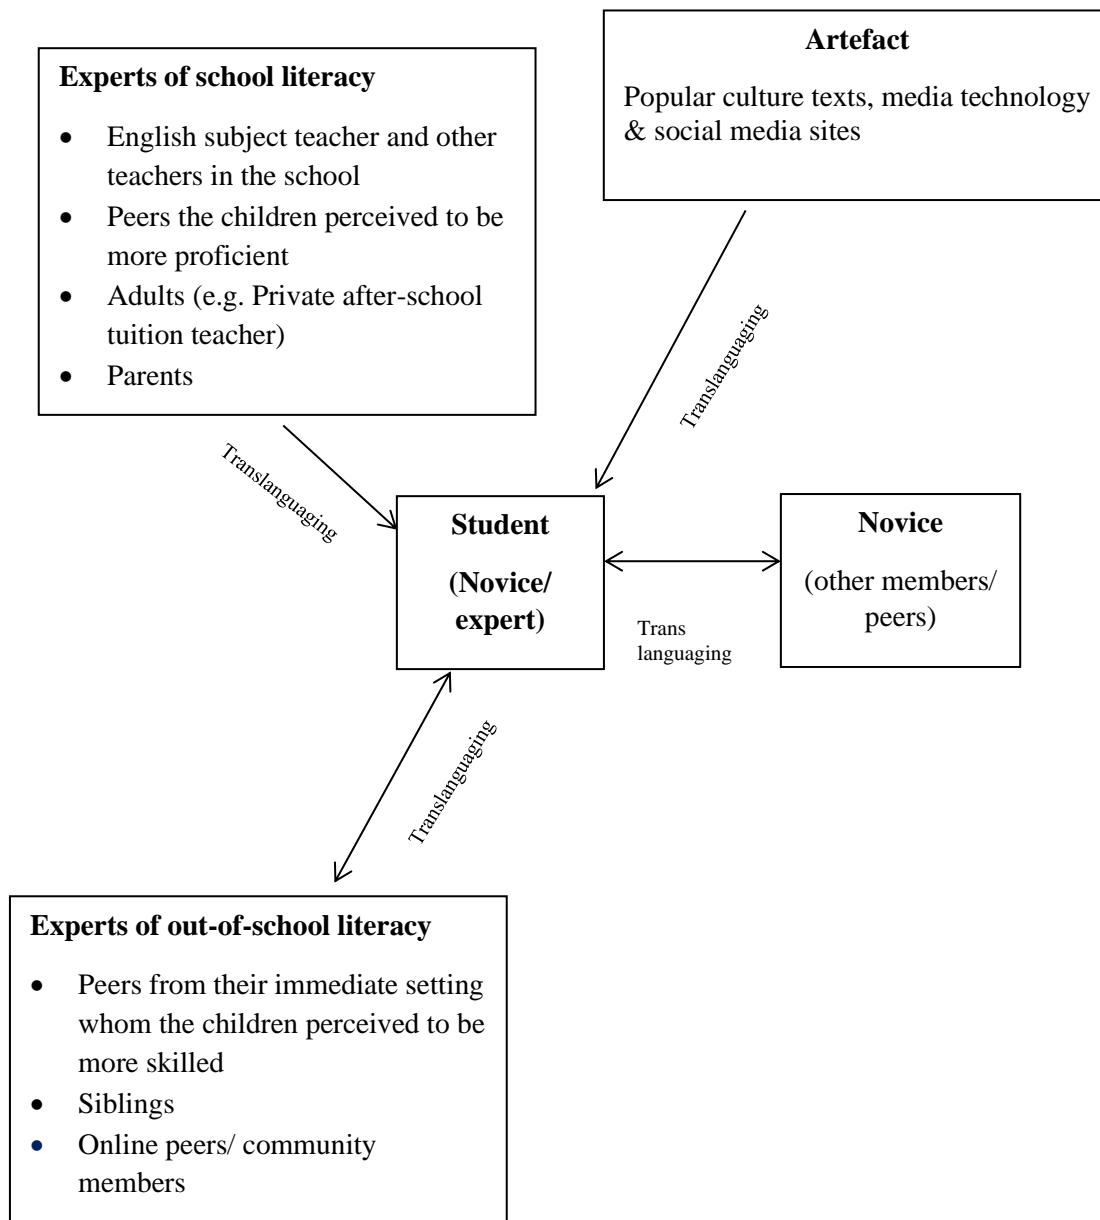 Artefact
Popular culture texts, media technology
& social media sites
Experts of school literacy
• English subject teacher and other
teachers in the school
• Peers the children perceived to be
more proficient
• Adults (e.g. Private after-school
tuition teacher)
• Parents
Translanguaging
Translanguaging
Student
(Novice/
expert)
Novice
(other members/
peers)
Trans
languaging
Translanguaging
Experts of out-of-school literacy
• Peers from their immediate setting
whom the children perceived to be
more skilled
• Siblings
• Online peers/ community
members